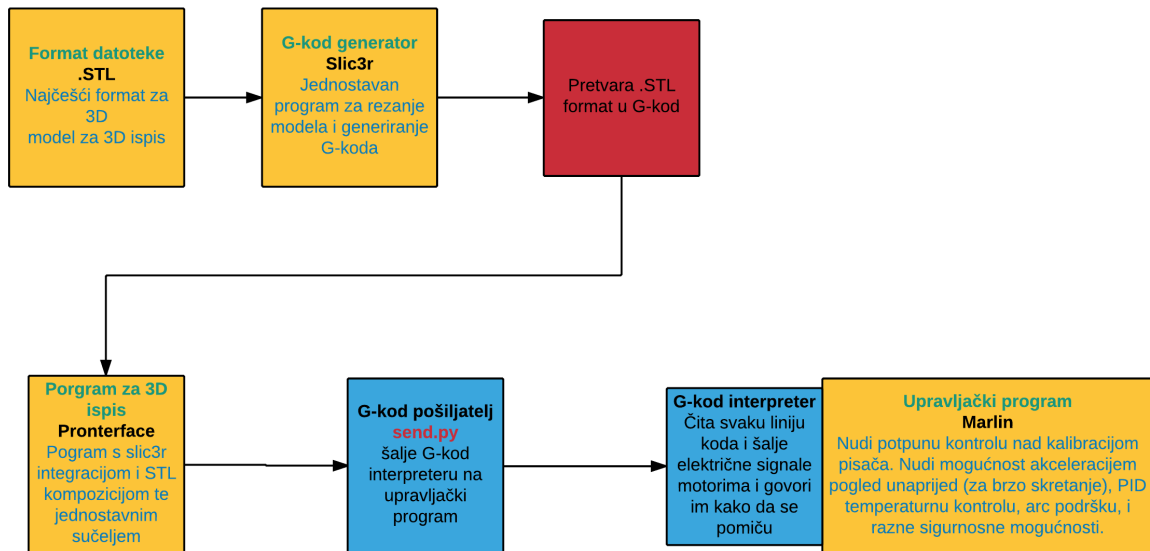 Format datoteke
.STL
Najčešći format za
3D
model za 3D ispis
G-kod generator
Slic3r
Jednostavan
program za rezanje
modela i generiranje
G-koda
Pretvara .STL
format u G-kod
Porgram za 3D
ispis
Pronterface
Pogram s slic3r
integracijom i STL
kompozicijom te
jednostavnim
sučeljem
G-kod pošiljatelj
send.py
šalje G-kod
interpreteru na
upravljački
program
G-kod interpreter
Čita svaku liniju
koda i šalje
električne signale
motorima i govori
im kako da se
pomiču
Upravljački program
Marlin
Nudi potpunu kontrolu nad kalibracijom
pisača. Nudi mogućnost akceleracijem
pogled unaprijed (za brzo skretanje), PID
temperaturnu kontrolu, arc podršku, i
razne sigurnosne mogućnosti.